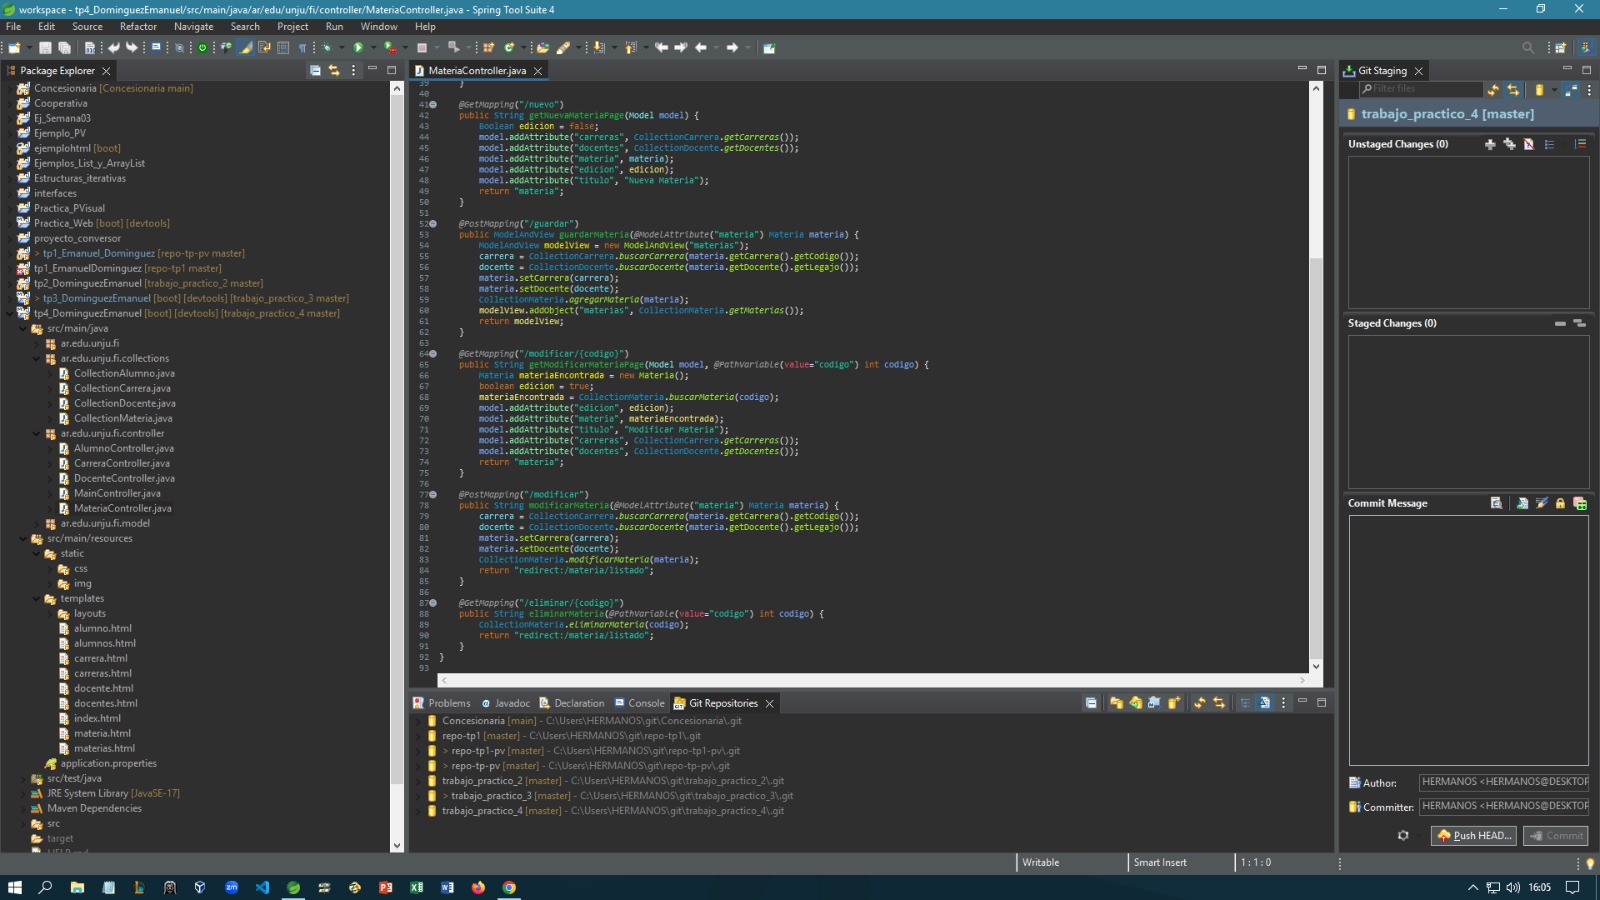 workspace - tp4_DominguezEmanuel/src/main/java/ar/edu/unju/fi/controller/MateriaController.java - Spring Tool Suite 4
File Edit Source Refactor Navigate Search Project Run Window Help
Package Explorer
Concesionaria [Concesionaria main]
Cooperativa
Ej_Semana03
Ejemplo_PV
ejemplohtml [boot]
Ejemplos_List_y_ArrayList
Estructuras_iterativas
interfaces
Practica_PVisual
Practica_Web [boot] [devtools]
proyecto_conversor
> tp1_Emanuel_Dominguez [repo-tp-pv master]
tp1_EmanuelDominguez [repo-tp1 master]
tp2_DominguezEmanuel [trabajo_practico_2 master]
> tp3_DominguezEmanuel [boot] [devtools] [trabajo_practico_3 master]
tp4_DominguezEmanuel [boot] [devtools] [trabajo_practico_4 master]
src/main/java
ar.edu.unju.fi
ar.edu.unju.fi.collections
CollectionAlumno.java
CollectionCarrera.java
CollectionDocente.java
CollectionMateria.java
ar.edu.unju.fi.controller
AlumnoController.java
CarreraController.java
DocenteController.java
MainController.java
MateriaController.java
ar.edu.unju.fi.model
src/main/resources
static
css
img
templates
layouts
alumno.html
alumnos.html
carrera.html
carreras.html
docente.html
docentes.html
index.html
materia.html
materias.html
application.properties
src/test/java
JRE System Library [JavaSE-17]
Maven Dependencies
src
target
MateriaController.java
39 }
40
41 @GetMapping("/nuevo")
42 public String getNuevaMateriaPage(Model model) {
43 Boolean edicion = false;
44 model.addAttribute("carreras", CollectionCarrera.getCarreras());
45 model.addAttribute("docentes", CollectionDocente.getDocentes());
46 model.addAttribute("materia", materia);
47 model.addAttribute("edicion", edicion);
48 model.addAttribute("titulo", "Nueva Materia");
49 return "materia";
50 }
51
52 @PostMapping("/guardar")
53 public ModelAndView guardarMateria(@ModelAttribute("materia") Materia materia) {
54 ModelAndView modelView = new ModelAndView("materias");
55 carrera = CollectionCarrera.buscarCarrera(materia.getCarrera().getCodigo());
56 docente = CollectionDocente.buscarDocente(materia.getDocente().getLegajo());
57 materia.setCarrera(carrera);
58 materia.setDocente(docente);
59 CollectionMateria.agregarMateria(materia);
60 modelView.addObject("materias", CollectionMateria.getMaterias());
61 return modelView;
62 }
63
64 @GetMapping("/modificar/{codigo}")
65 public String getModificarMateriaPage(Model model, @PathVariable(value="codigo") int codigo) {
66 Materia materiaEncontrada = new Materia();
67 boolean edicion = true;
68 materiaEncontrada = CollectionMateria.buscarMateria(codigo);
69 model.addAttribute("edicion", edicion);
70 model.addAttribute("materia", materiaEncontrada);
71 model.addAttribute("titulo", "Modificar Materia");
72 model.addAttribute("carreras", CollectionCarrera.getCarreras());
73 model.addAttribute("docentes", CollectionDocente.getDocentes());
74 return "materia";
75 }
76
77 @PostMapping("/modificar")
78 public String modificarMateria(@ModelAttribute("materia") Materia materia) {
79 carrera = CollectionCarrera.buscarCarrera(materia.getCarrera().getCodigo());
80 docente = CollectionDocente.buscarDocente(materia.getDocente().getLegajo());
81 materia.setCarrera(carrera);
82 materia.setDocente(docente);
83 CollectionMateria.modificarMateria(materia);
84 return "redirect:/materia/listado";
85 }
86
87 @GetMapping("/eliminar/{codigo}")
88 public String eliminarMateria(@PathVariable(value="codigo") int codigo) {
89 CollectionMateria.eliminarMateria(codigo);
90 return "redirect:/materia/listado";
91 }
92 }
93
Problems Javadoc Declaration Console Git Repositories
Concesionaria [main] - C:\Users\HERMANOS\git\Concesionaria\.git
repo-tp1 [master] - C:\Users\HERMANOS\git\repo-tp1\.git
> repo-tp1-pv [master] - C:\Users\HERMANOS\git\repo-tp1-pv\.git
> repo-tp-pv [master] - C:\Users\HERMANOS\git\repo-tp-pv\.git
trabajo_practico_2 [master] - C:\Users\HERMANOS\git\trabajo_practico_2\.git
> trabajo_practico_3 [master] - C:\Users\HERMANOS\git\trabajo_practico_3\.git
trabajo_practico_4 [master] - C:\Users\HERMANOS\git\trabajo_practico_4\.git
Git Staging
Filter files
trabajo_practico_4 [master]
Unstaged Changes (0)
Staged Changes (0)
Commit Message
Author: HERMANOS <HERMANOS@DESKTOP
Committer: HERMANOS <HERMANOS@DESKTOP
Push HEAD... Commit
Writable Smart Insert 1 : 1 : 0
16:05